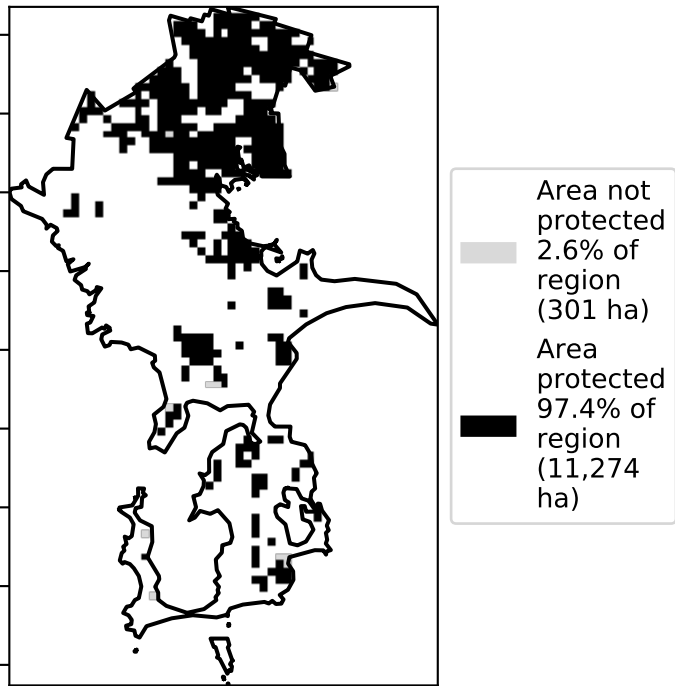 Area not
protected
2.6% of
region
(301 ha)
Area
protected
97.4% of
region
(11,274
ha)